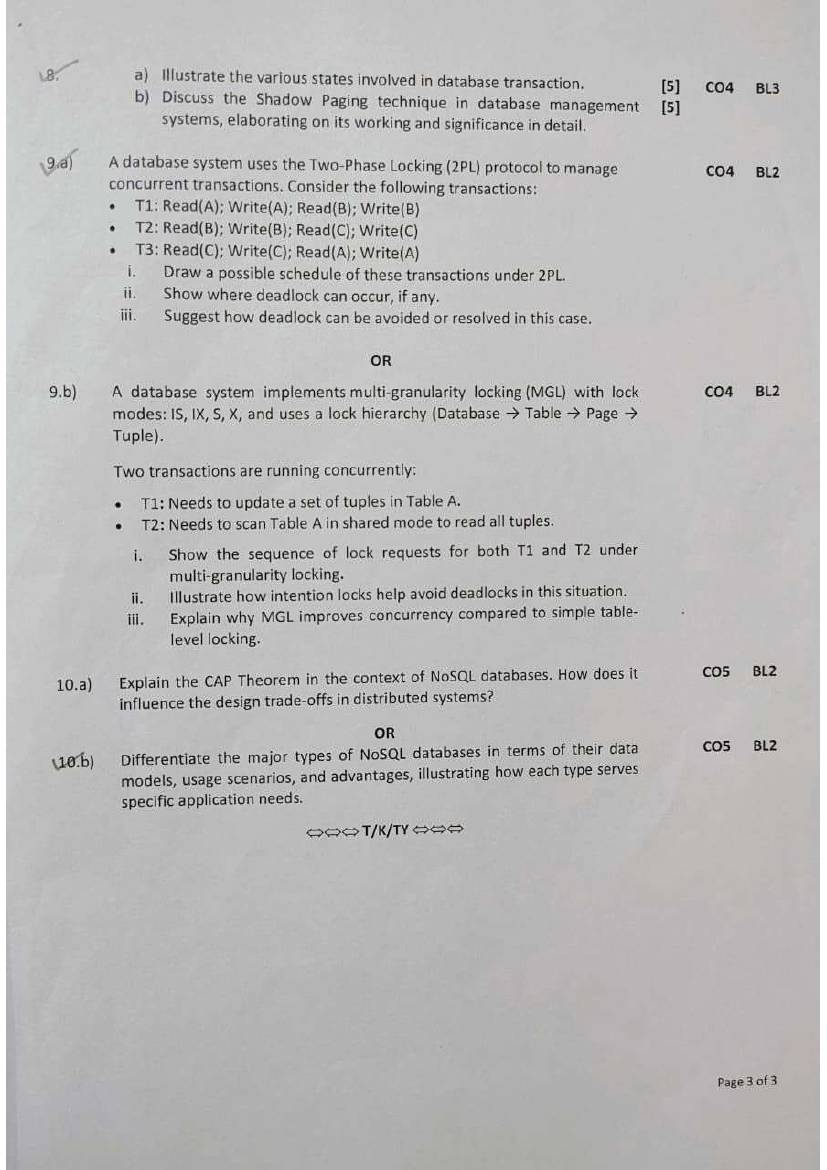 8. a) Illustrate the various states involved in database transaction. [5] CO4 BL3
b) Discuss the Shadow Paging technique in database management [5]
systems, elaborating on its working and significance in detail.
9.a) A database system uses the Two-Phase Locking (2PL) protocol to manage CO4 BL2
concurrent transactions. Consider the following transactions:
• T1: Read(A); Write(A); Read(B); Write(B)
• T2: Read(B); Write(B); Read(C); Write(C)
• T3: Read(C); Write(C); Read(A); Write(A)
i. Draw a possible schedule of these transactions under 2PL.
ii. Show where deadlock can occur, if any.
iii. Suggest how deadlock can be avoided or resolved in this case.
OR
9.b) A database system implements multi-granularity locking (MGL) with lock CO4 BL2
modes: IS, IX, S, X, and uses a lock hierarchy (Database → Table → Page →
Tuple).
Two transactions are running concurrently:
• T1: Needs to update a set of tuples in Table A.
• T2: Needs to scan Table A in shared mode to read all tuples.
i. Show the sequence of lock requests for both T1 and T2 under
multi-granularity locking.
ii. Illustrate how intention locks help avoid deadlocks in this situation.
iii. Explain why MGL improves concurrency compared to simple table-
level locking.
10.a) Explain the CAP Theorem in the context of NoSQL databases. How does it CO5 BL2
influence the design trade-offs in distributed systems?
OR
10.b) Differentiate the major types of NoSQL databases in terms of their data CO5 BL2
models, usage scenarios, and advantages, illustrating how each type serves
specific application needs.
⇔⇔⇔ T/K/TY ⇔⇔⇔
Page 3 of 3